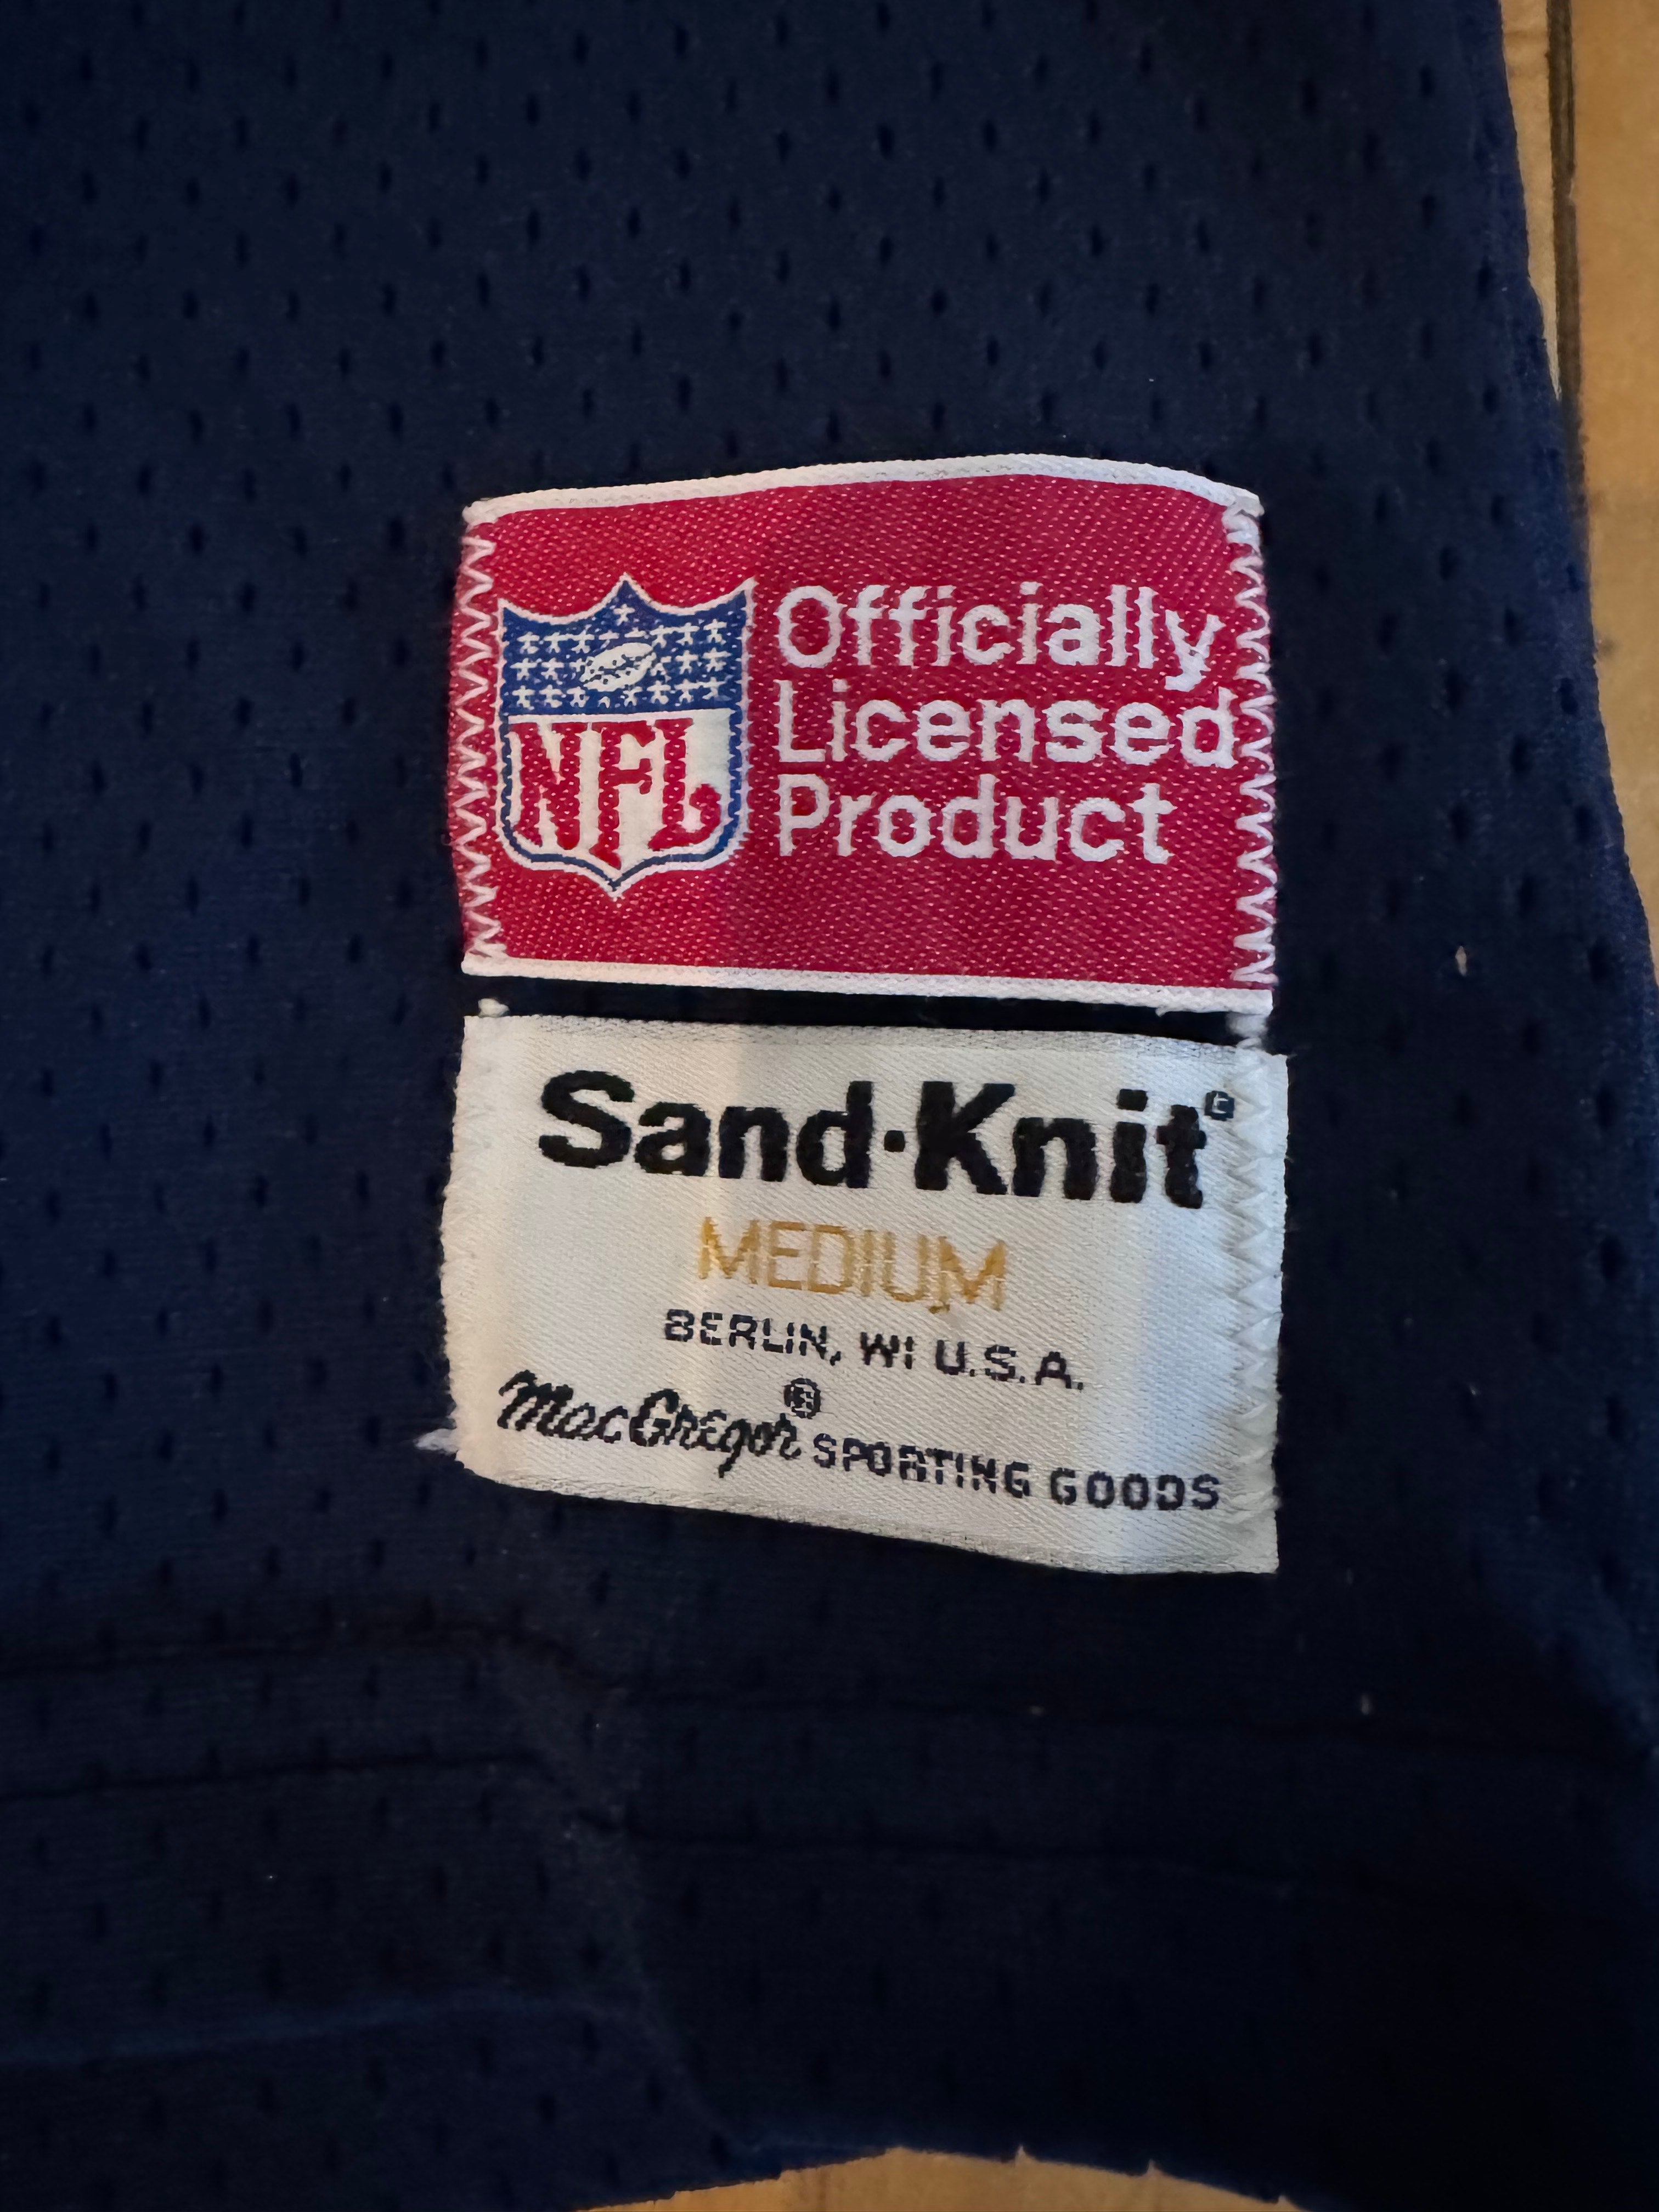 NFL
Officially
Licensed
Product
Sand·Knit®
MEDIUM
BERLIN, WI U.S.A.
MacGregor® SPORTING GOODS